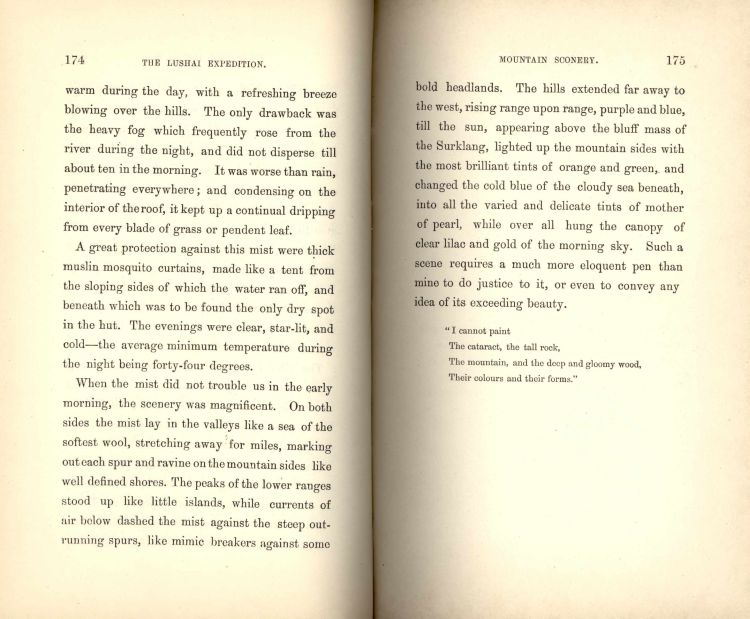 174
THE LUSHAI EXPEDITION.
warm during the day, with a refreshing breeze
blowing over the hills. The only drawback was
the heavy fog which frequently rose from the
river during the night, and did not disperse till
about ten in the morning. It was worse than rain,
penetrating everywhere; and condensing on the
interior of the roof, it kept up a continual dripping
from every blade of grass or pendent leaf.
A great protection against this mist were thick
muslin mosquito curtains, made like a tent from
the sloping sides of which the water ran off, and
beneath which was to be found the only dry spot
in the hut. The evenings were clear, star-lit, and
cold—the average minimum temperature during
the night being forty-four degrees.
When the mist did not trouble us in the early
morning, the scenery was magnificent. On both
sides the mist lay in the valleys like a sea of the
softest wool, stretching away for miles, marking
out each spur and ravine on the mountain sides like
well defined shores. The peaks of the lower ranges
stood up like little islands, while currents of
air below dashed the mist against the steep out-
running spurs, like mimic breakers against some
MOUNTAIN SCONERY.
175
bold headlands. The hills extended far away to
the west, rising range upon range, purple and blue,
till the sun, appearing above the bluff mass of
the Surklang, lighted up the mountain sides with
the most brilliant tints of orange and green, and
changed the cold blue of the cloudy sea beneath,
into all the varied and delicate tints of mother
of pearl, while over all hung the canopy of
clear lilac and gold of the morning sky. Such a
scene requires a much more eloquent pen than
mine to do justice to it, or even to convey any
idea of its exceeding beauty.
"I cannot paint
The cataract, the tall rock,
The mountain, and the deep and gloomy wood,
Their colours and their forms."